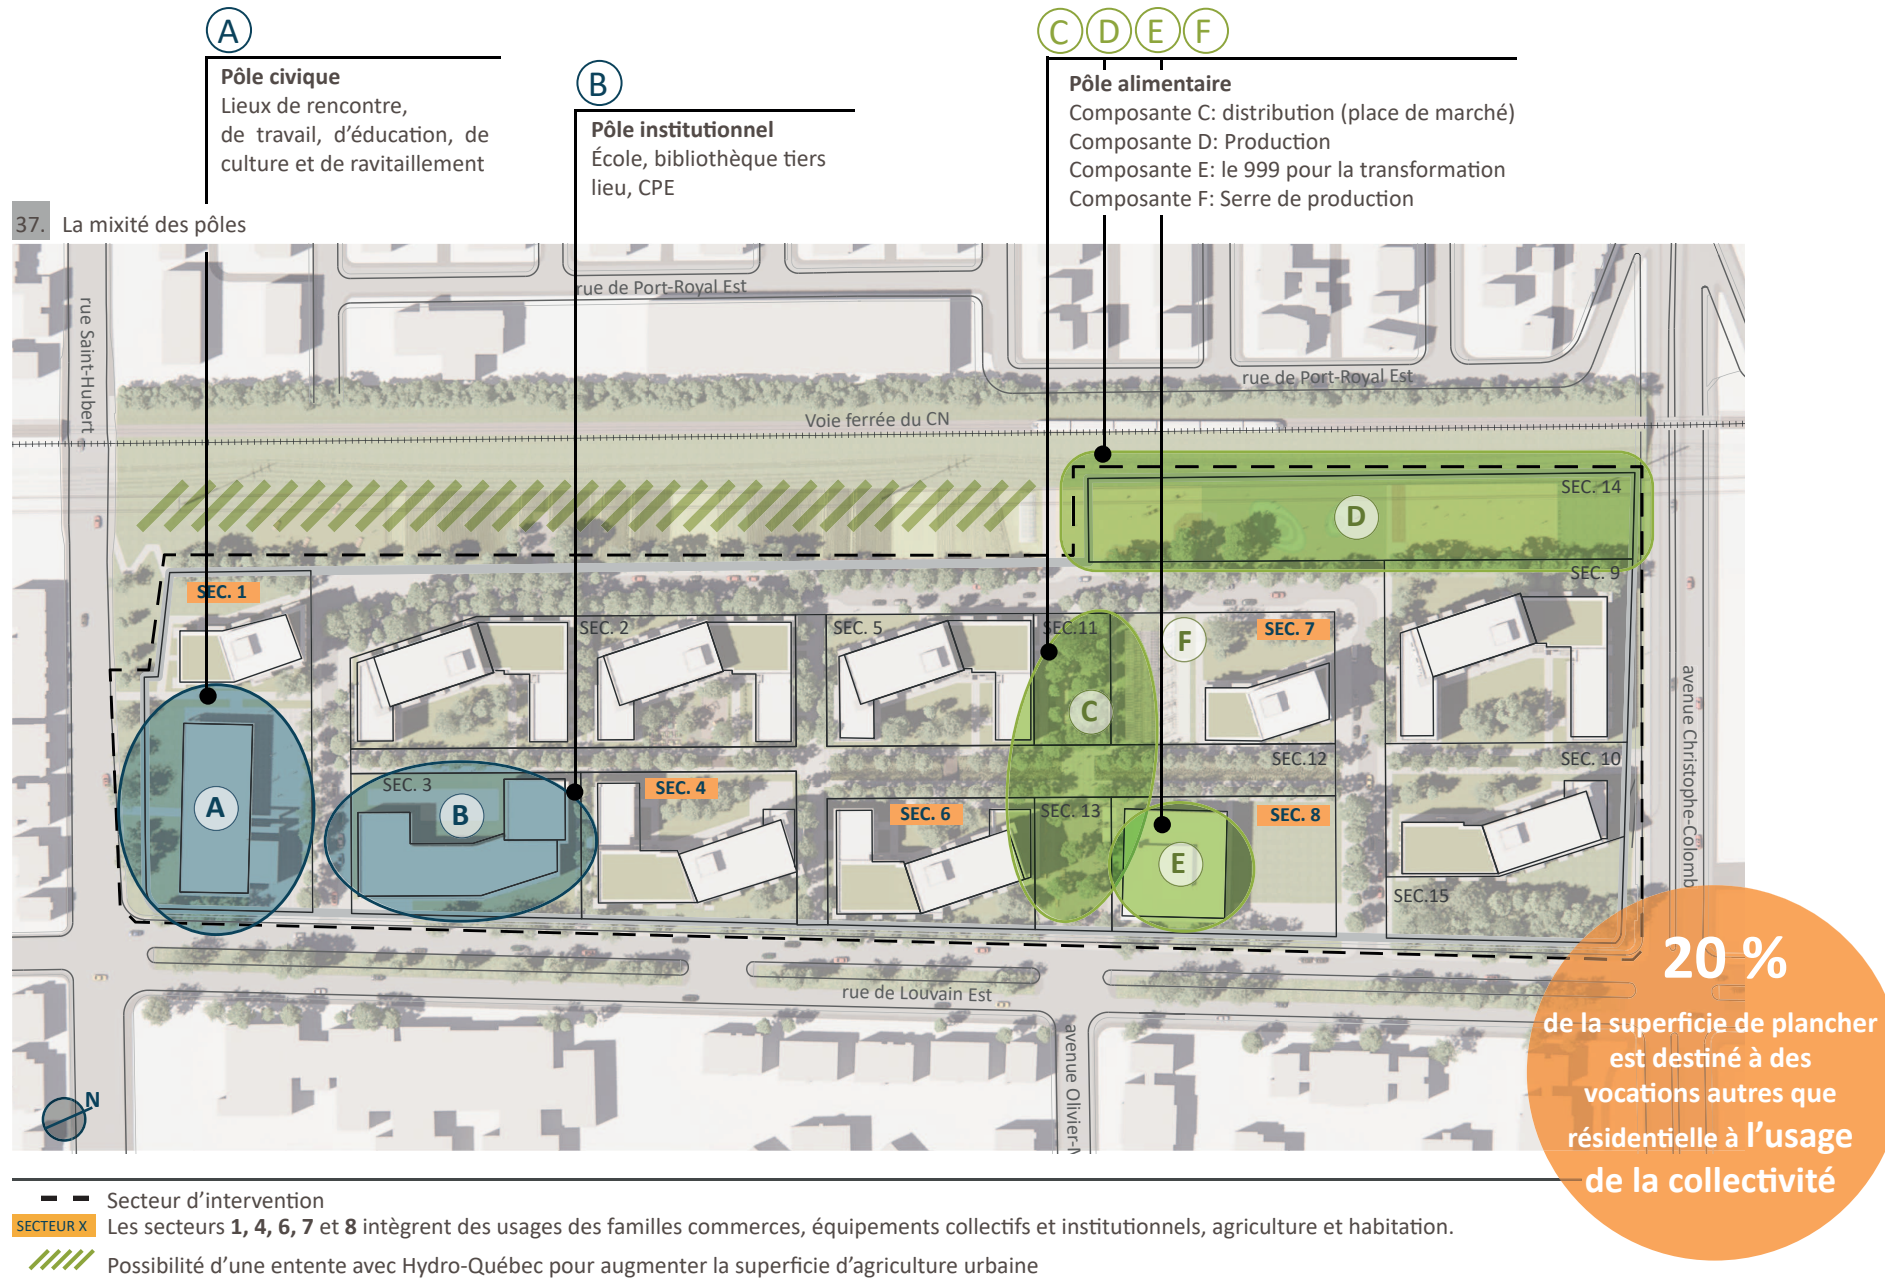 A
Pôle civique
Lieux de rencontre,
de travail, d'éducation, de
culture et de ravitaillement
B
Pôle institutionnel
École, bibliothèque tiers
lieu, CPE
C D E F
Pôle alimentaire
Composante C: distribution (place de marché)
Composante D: Production
Composante E: le 999 pour la transformation
Composante F: Serre de production
37. La mixité des pôles
rue Saint-Hubert
rue de Port-Royal Est
rue de Port-Royal Est
Voie ferrée du CN
SEC. 14
D
SEC. 1
SEC. 2
SEC. 5
SEC.11
F
SEC. 7
SEC. 9
C
avenue Christophe-Colomb
SEC. 3
SEC. 4
SEC. 6
SEC. 13
SEC.12
SEC. 8
SEC. 10
A
B
E
SEC.15
rue de Louvain Est
avenue Olivier-M
N
20 %
de la superficie de plancher
est destiné à des
vocations autres que
résidentielle à l'usage
de la collectivité
Secteur d'intervention
SECTEUR X Les secteurs 1, 4, 6, 7 et 8 intègrent des usages des familles commerces, équipements collectifs et institutionnels, agriculture et habitation.
Possibilité d'une entente avec Hydro-Québec pour augmenter la superficie d'agriculture urbaine